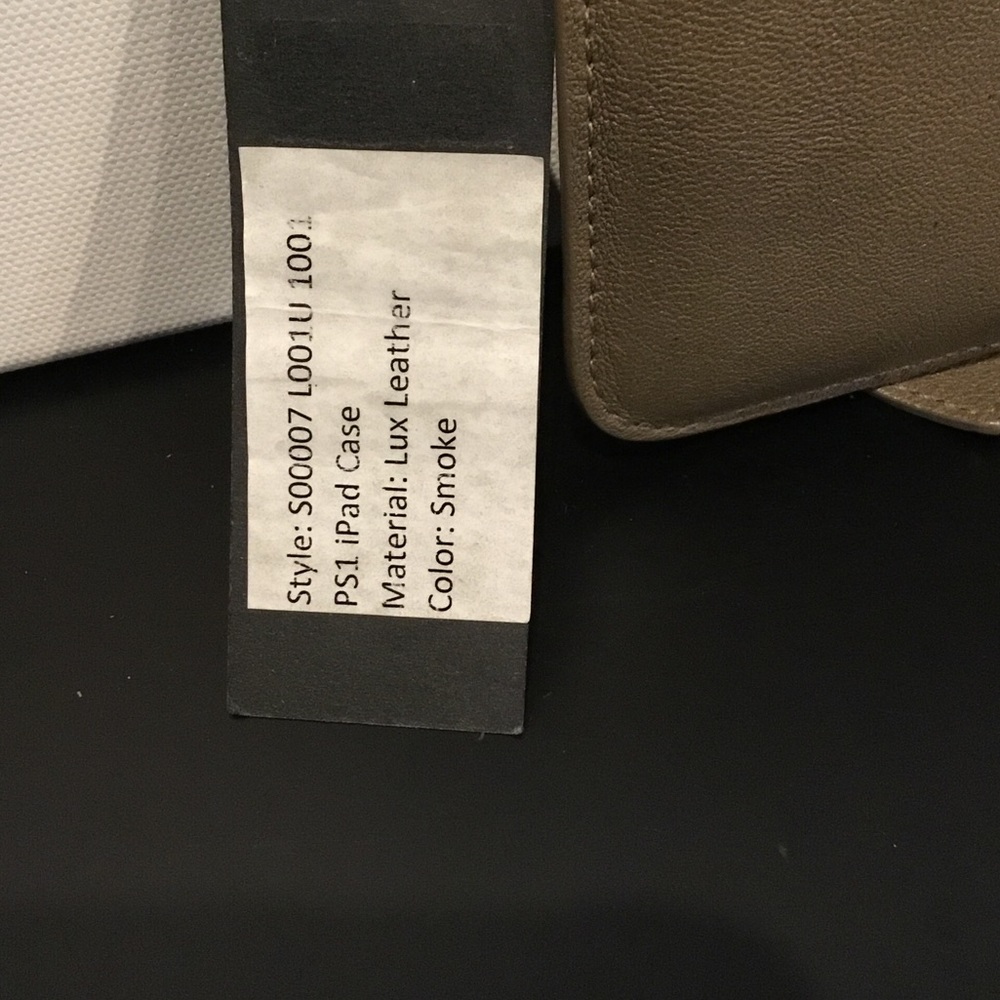 Style: S00007 L001U 1001
PS1 iPad Case
Material: Lux Leather
Color: Smoke